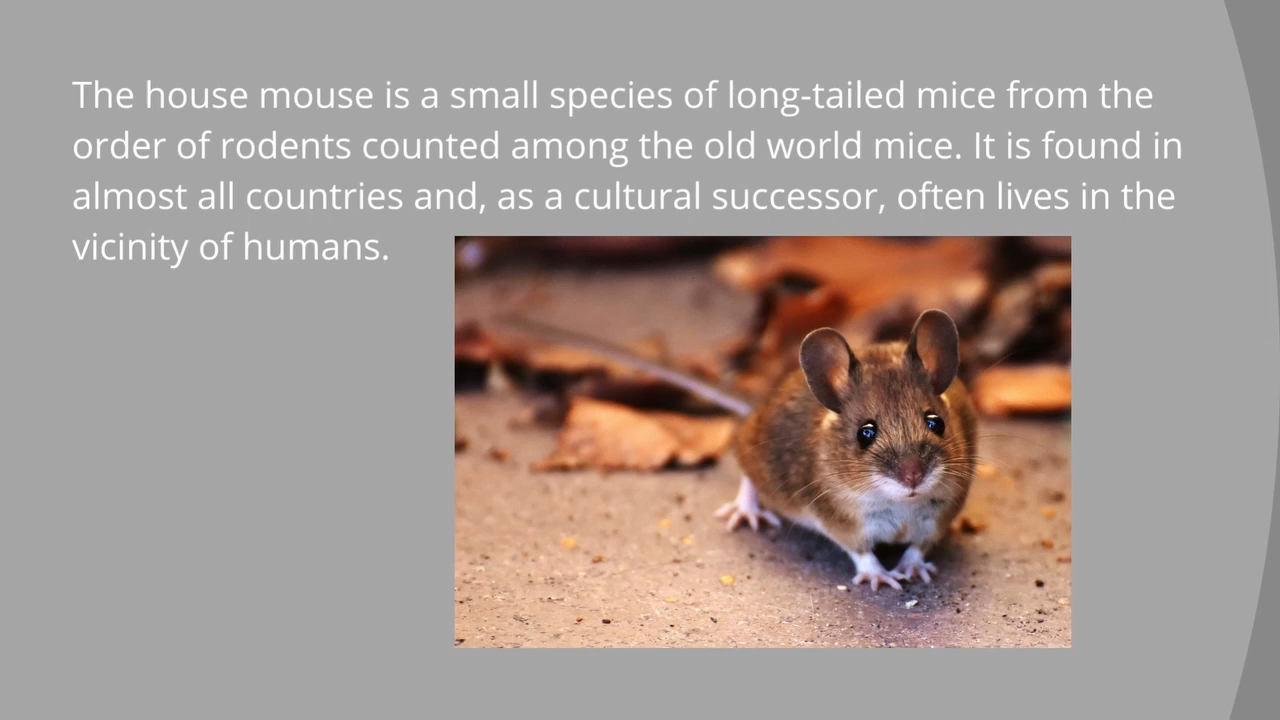 The house mouse is a small species of long-tailed mice from the
order of rodents counted among the old world mice. It is found in
almost all countries and, as a cultural successor, often lives in the
vicinity of humans.